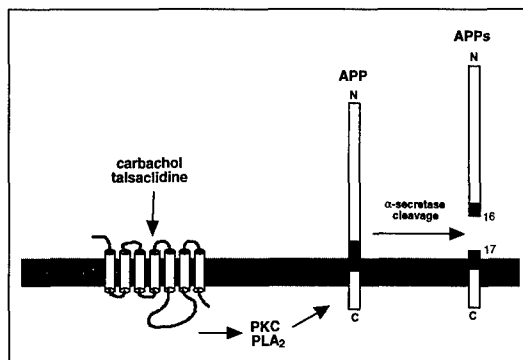 APPs
N
APP
N
carbachol
talsaclidine
α-secretase
cleavage
16
17
PKC
PLA₂
C
C